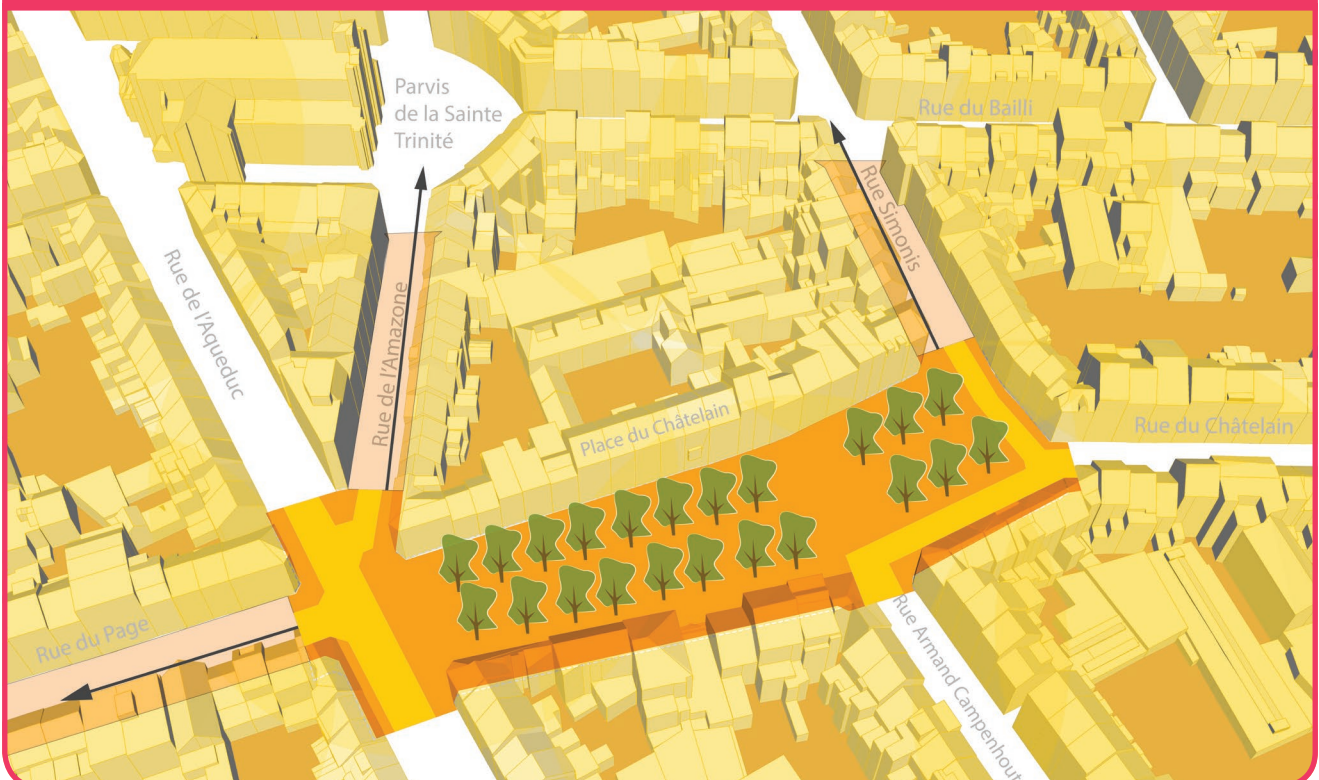 Parvis
de la Sainte
Trinité
Rue du Bailli
Rue Simonis
Rue de l'Aqueduc
Rue de l'Amazone
Place du Châtelain
Rue du Châtelain
Rue du Page
Rue Armand Campenhout